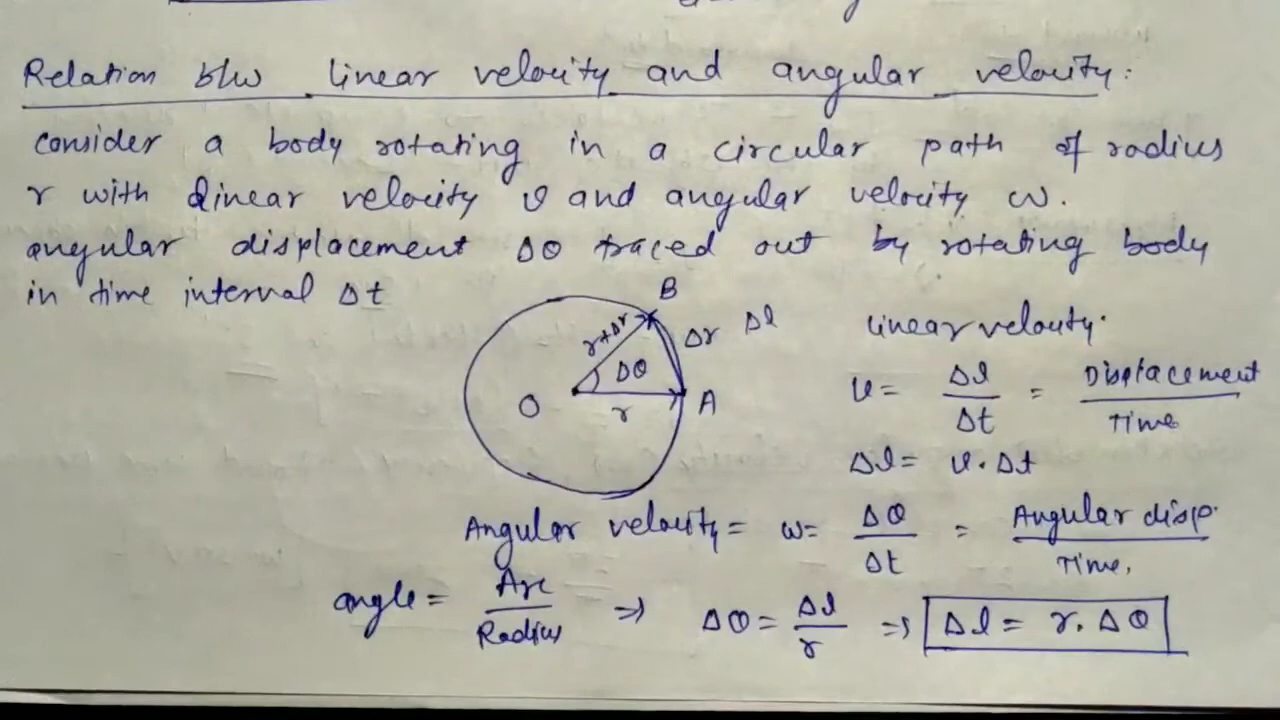 Relation b/w linear velocity and angular velocity:
consider a body rotating in a circular path of radius
r with linear velocity v and angular velocity ω.
angular displacement Δθ traced out by rotating body
in time interval Δt
B
r+Δr
Δr Δl
Δθ
O
r
A
linear velocity.
v = Δl/Δt = Displacement/Time
Δl = v.Δt
Angular velocity = ω = Δθ/Δt = Angular disp./Time.
angle = Arc/Radius ⇒ Δθ = Δl/r ⇒ Δl = r.Δθ